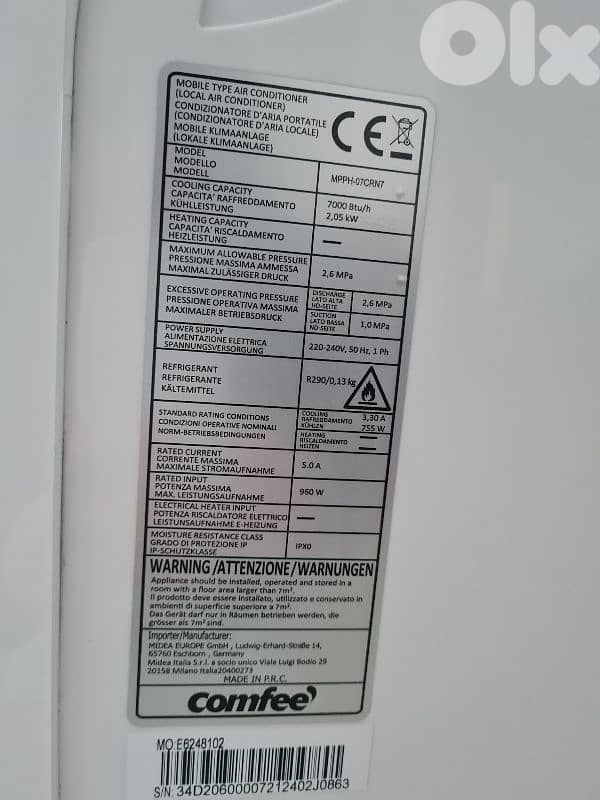 Olx
MOBILE TYPE AIR CONDITIONER
(LOCAL AIR CONDITIONER)
CONDIZIONATORE D'ARIA PORTATILE
(CONDIZIONATORE D'ARIA LOCALE)
MOBILE KLIMAANLAGE
(LOKALE KLIMAANLAGE)
CE
MODEL
MODELLO
MODELL
MPPH-07CRN7
COOLING CAPACITY
CAPACITA' RAFFREDDAMENTO
KÜHLLEISTUNG
7000 Btu/h
2,05 kW
HEATING CAPACITY
CAPACITA' RISCALDAMENTO
HEIZLEISTUNG
—
MAXIMUM ALLOWABLE PRESSURE
PRESSIONE MASSIMA AMMESSA
MAXIMAL ZULÄSSIGER DRUCK
2,6 MPa
EXCESSIVE OPERATING PRESSURE
PRESSIONE OPERATIVA MASSIMA
MAXIMALER BETRIEBSDRUCK
DISCHARGE
LATO ALTA
HD-SEITE
2,6 MPa
SUCTION
LATO BASSA
ND-SEITE
1,0 MPa
POWER SUPPLY
ALIMENTAZIONE ELETTRICA
SPANNUNGSVERSORGUNG
220-240V, 50 Hz, 1 Ph
REFRIGERANT
REFRIGERANTE
KÄLTEMITTEL
R290/0,13 kg
STANDARD RATING CONDITIONS
CONDIZIONI OPERATIVE NOMINALI
NORM-BETRIEBSBEDINGUNGEN
COOLING
RAFREDDAMENTO
KÜHLEN
3,30 A
755 W
HEATING
RISCALDAMENTO
HEIZEN
—
—
RATED CURRENT
CORRENTE MASSIMA
MAXIMALE STROMAUFNAHME
5.0 A
RATED INPUT
POTENZA MASSIMA
MAX. LEISTUNGSAUFNAHME
960 W
ELECTRICAL HEATER INPUT
POTENZA RISCALDATORE ELETTRICO
LEISTUNSAUFNAHME E-HEIZUNG
—
MOISTURE RESISTANCE CLASS
GRADO DI PROTEZIONE IP
IP-SCHUTZKLASSE
IPX0
WARNING /ATTENZIONE/WARNUNGEN
Appliance should be installed, operated and stored in a
room with a floor area larger than 7m².
Il prodotto deve essere installato, utilizzato e conservato in
ambienti di superficie superiore a 7m².
Das Gerät darf nur in Räumen betrieben werden, die
grösser als 7m² sind.
Importer/Manufacturer:
MIDEA EUROPE GMBH , Ludwig-Erhard-Straße 14,
65760 Eschborn , Germany
Midea Italia S.r.l. a socio unico Viale Luigi Bodio 29
20158 Milano Italia20400273
MADE IN P.R.C.
comfee'
MO:E6248102
S/N: 34D20600007212402J0863